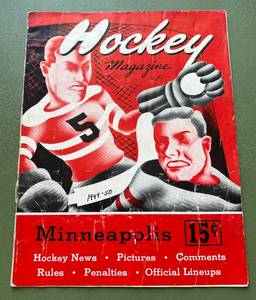 Hockey
Magazine
5
1949-50
Minneapolis 15¢
Hockey News • Pictures • Comments
Rules • Penalties • Official Lineups